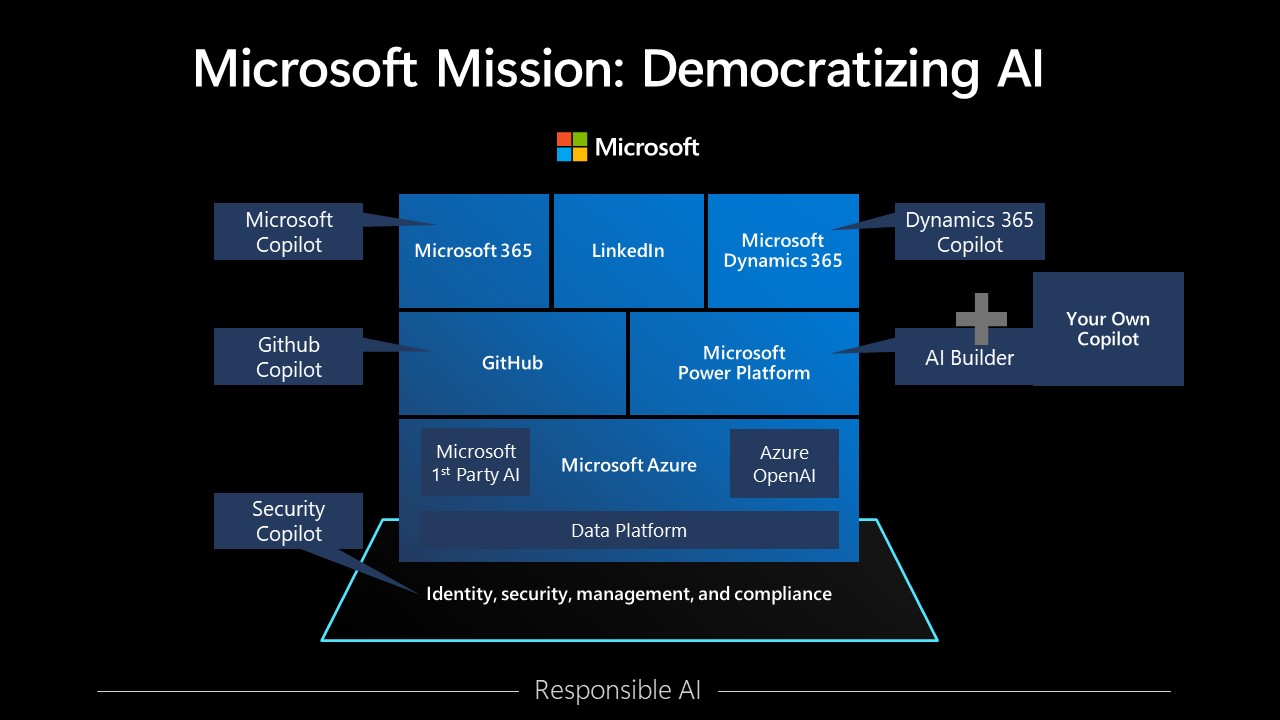 Microsoft Mission: Democratizing AI
Microsoft
Microsoft
Copilot
Microsoft 365
LinkedIn
Microsoft
Dynamics 365
Dynamics 365
Copilot
Github
Copilot
GitHub
Microsoft
Power Platform
AI Builder
Your Own
Copilot
Microsoft
1st Party AI
Microsoft Azure
Azure
OpenAI
Data Platform
Security
Copilot
Identity, security, management, and compliance
Responsible AI